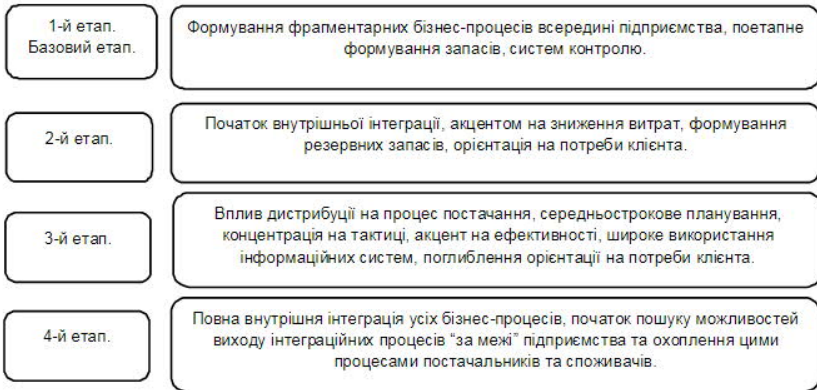 1-й етап.
Базовий етап.
Формування фрагментарних бізнес-процесів всередині підприємства, поетапне
формування запасів, систем контролю.
2-й етап.
Початок внутрішньої інтеграції, акцентом на зниження витрат, формування
резервних запасів, орієнтація на потреби клієнта.
3-й етап.
Вплив дистрибуції на процес постачання, середньострокове планування,
концентрація на тактиці, акцент на ефективності, широке використання
інформаційних систем, поглиблення орієнтації на потреби клієнта.
4-й етап.
Повна внутрішня інтеграція усіх бізнес-процесів, початок пошуку можливостей
виходу інтеграційних процесів “за межі” підприємства та охоплення цими
процесами постачальників та споживачів.